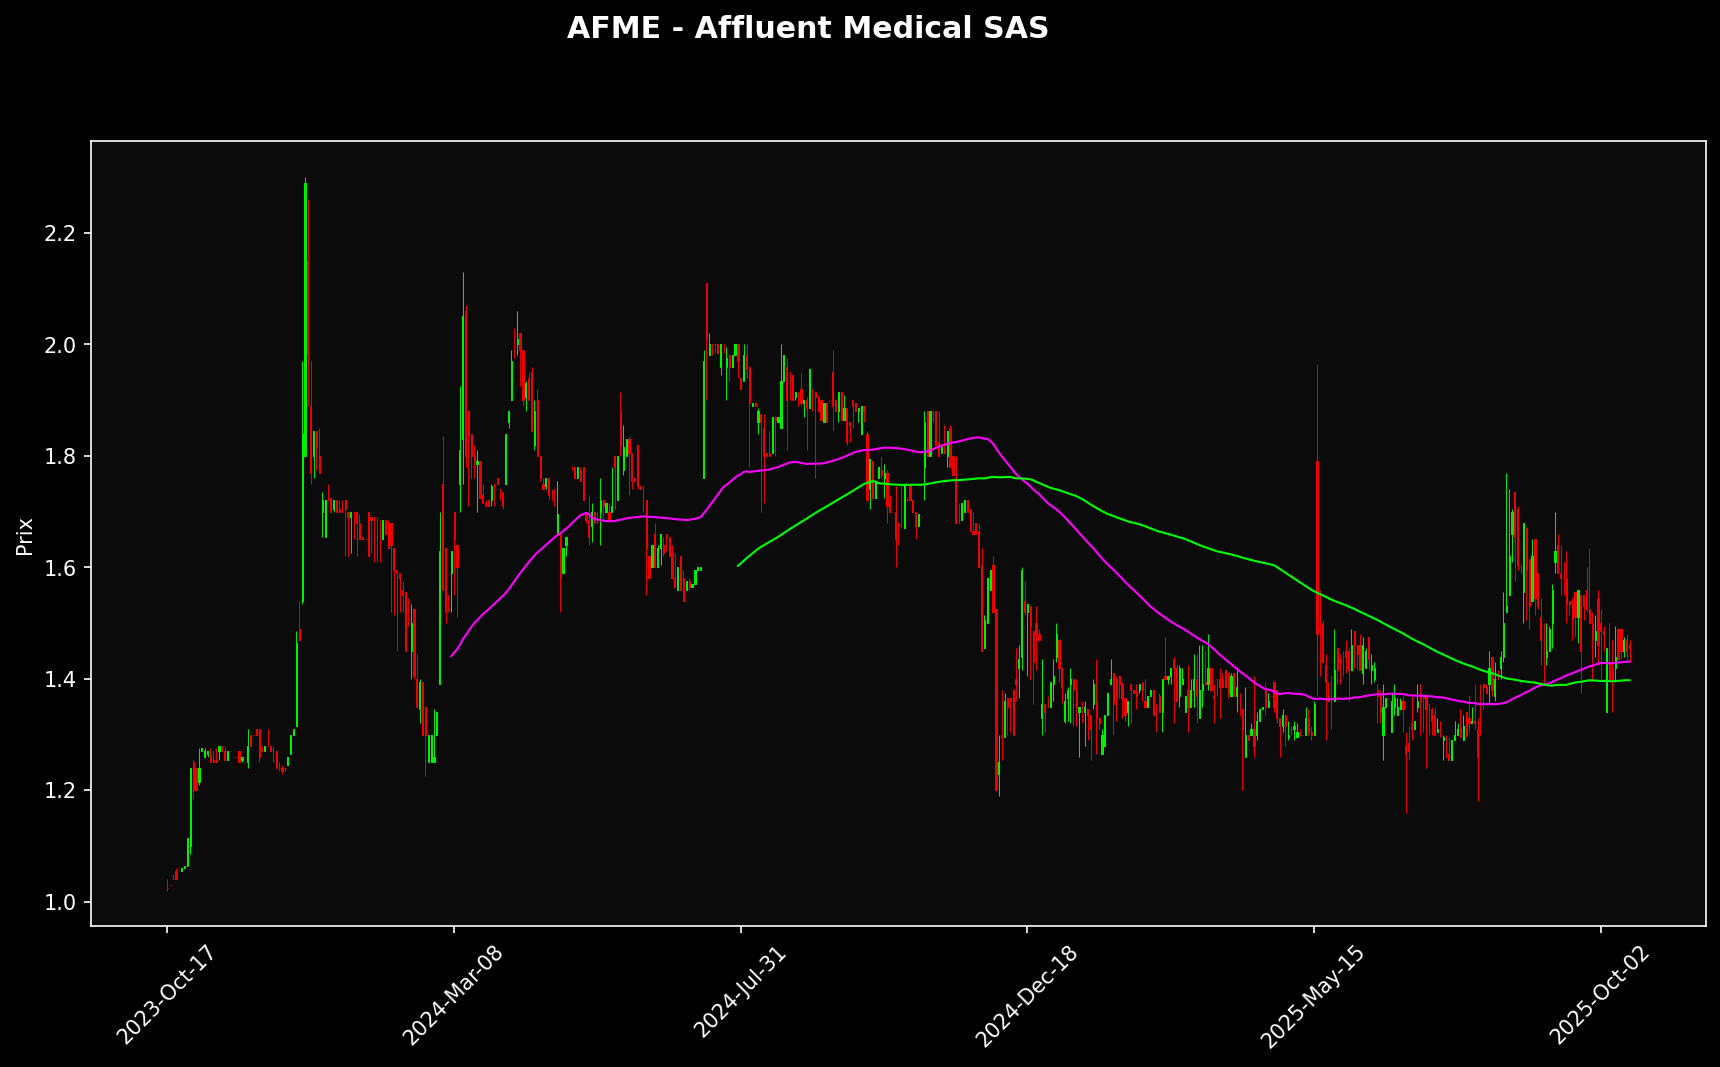 AFME - Affluent Medical SAS
Prix
2.2
2.0
1.8
1.6
1.4
1.2
1.0
2023-Oct-17
2024-Mar-08
2024-Jul-31
2024-Dec-18
2025-May-15
2025-Oct-02